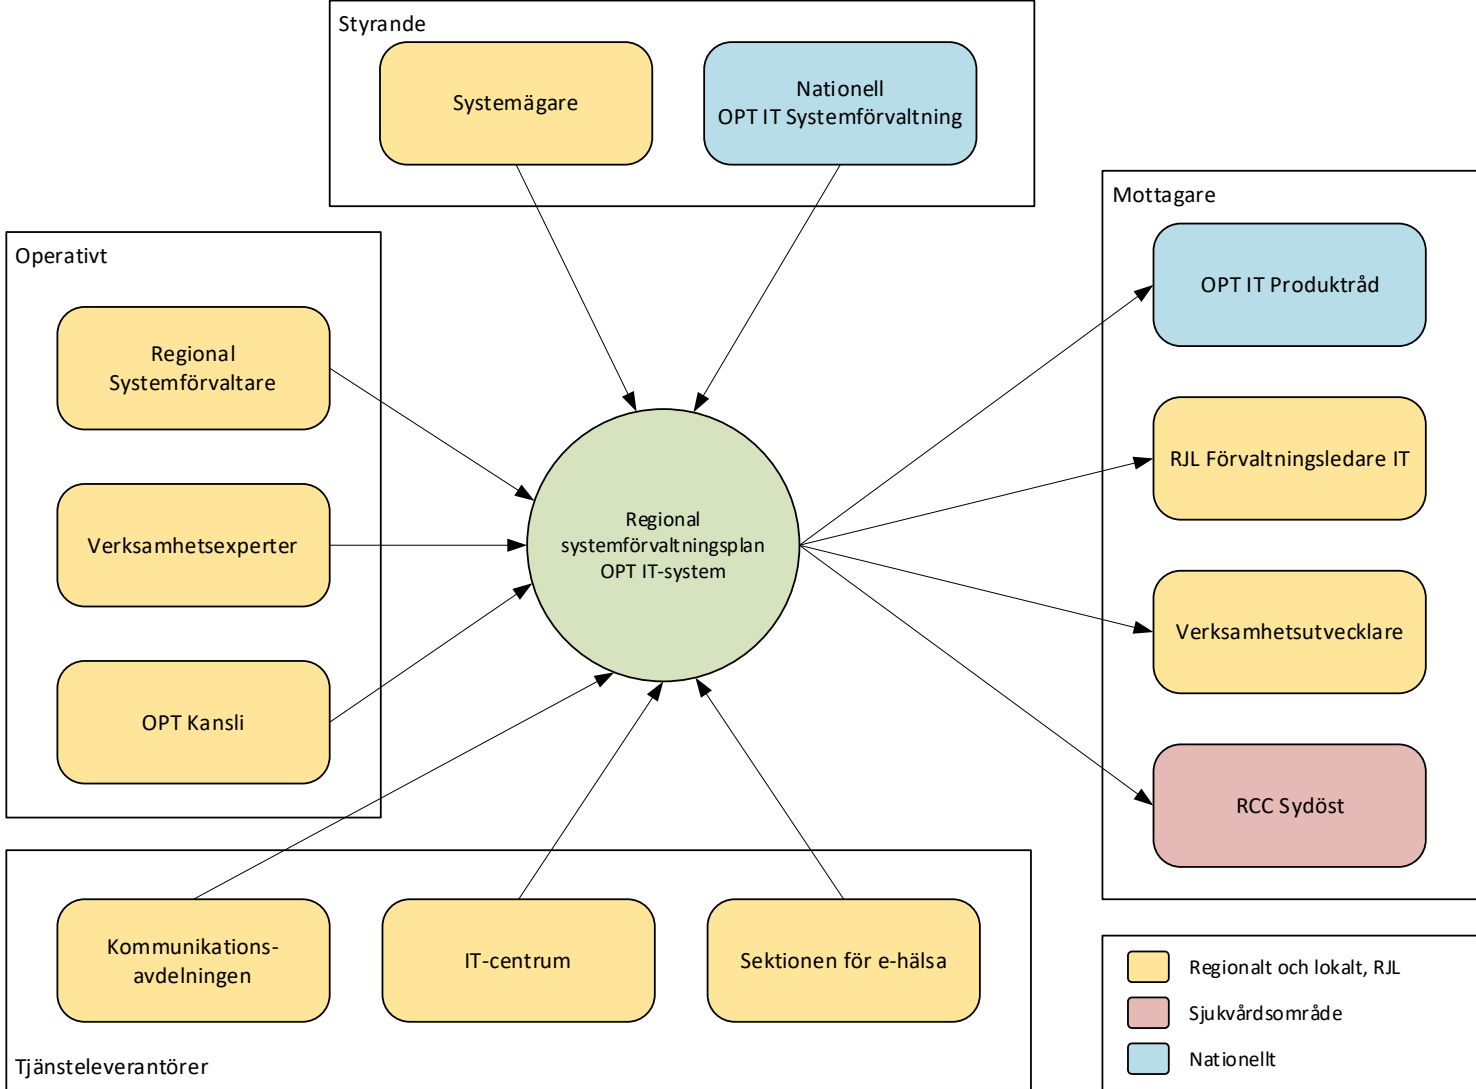 Styrande
Systemägare
Nationell
OPT IT Systemförvaltning
Operativt
Regional
Systemförvaltare
Verksamhetsexperter
OPT Kansli
Regional
systemförvaltningsplan
OPT IT-system
Mottagare
OPT IT Produktråd
RJL Förvaltningsledare IT
Verksamhetsutvecklare
RCC Sydöst
Kommunikations-
avdelningen
IT-centrum
Sektionen för e-hälsa
Tjänsteleverantörer
Regionalt och lokalt, RJL
Sjukvårdsområde
Nationellt